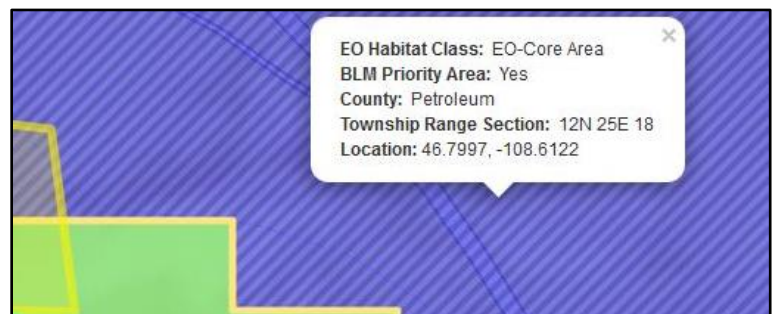 EO Habitat Class: EO-Core Area
BLM Priority Area: Yes
County: Petroleum
Township Range Section: 12N 25E 18
Location: 46.7997, -108.6122